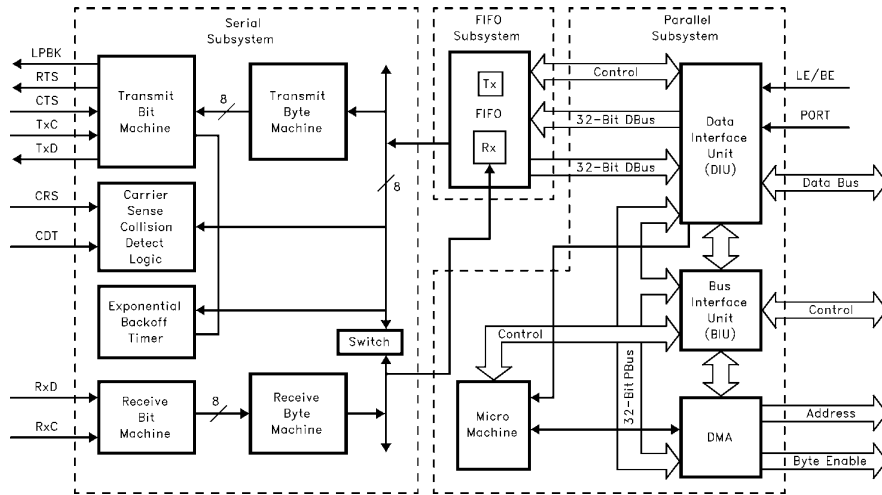 Serial
Subsystem
FIFO
Subsystem
Parallel
Subsystem
LPBK
RTS
CTS
TxC
TxD
Transmit
Bit
Machine
8
Transmit
Byte
Machine
Tx
FIFO
Rx
Control
32-Bit DBus
32-Bit DBus
Data
Interface
Unit
(DIU)
LE/BE
PORT
Data Bus
8
CRS
CDT
Carrier
Sense
Collision
Detect
Logic
Exponential
Backoff
Timer
Switch
Control
Bus
Interface
Unit
(BIU)
Control
32-Bit PBus
RxD
RxC
Receive
Bit
Machine
8
Receive
Byte
Machine
Micro
Machine
DMA
Address
Byte Enable